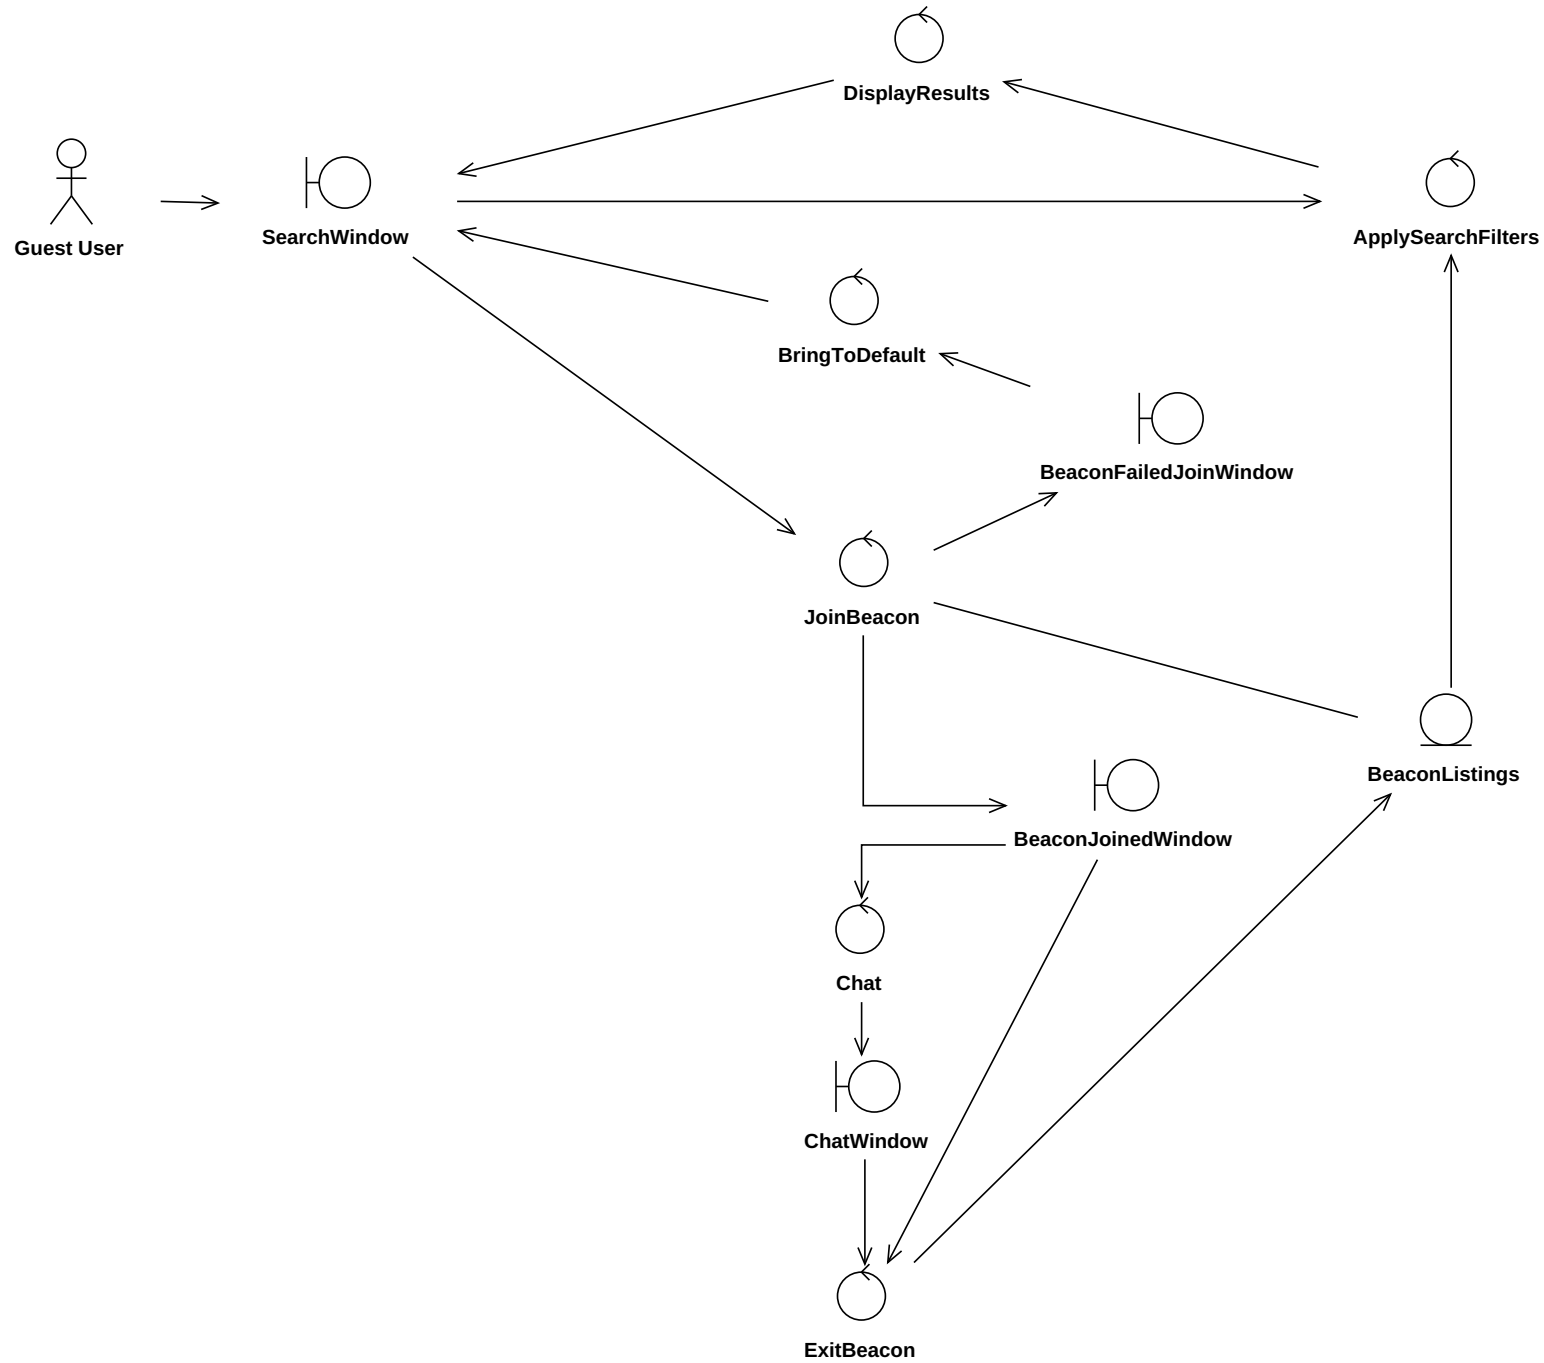 DisplayResults
Guest User
SearchWindow
ApplySearchFilters
BringToDefault
BeaconFailedJoinWindow
JoinBeacon
BeaconListings
BeaconJoinedWindow
Chat
ChatWindow
ExitBeacon